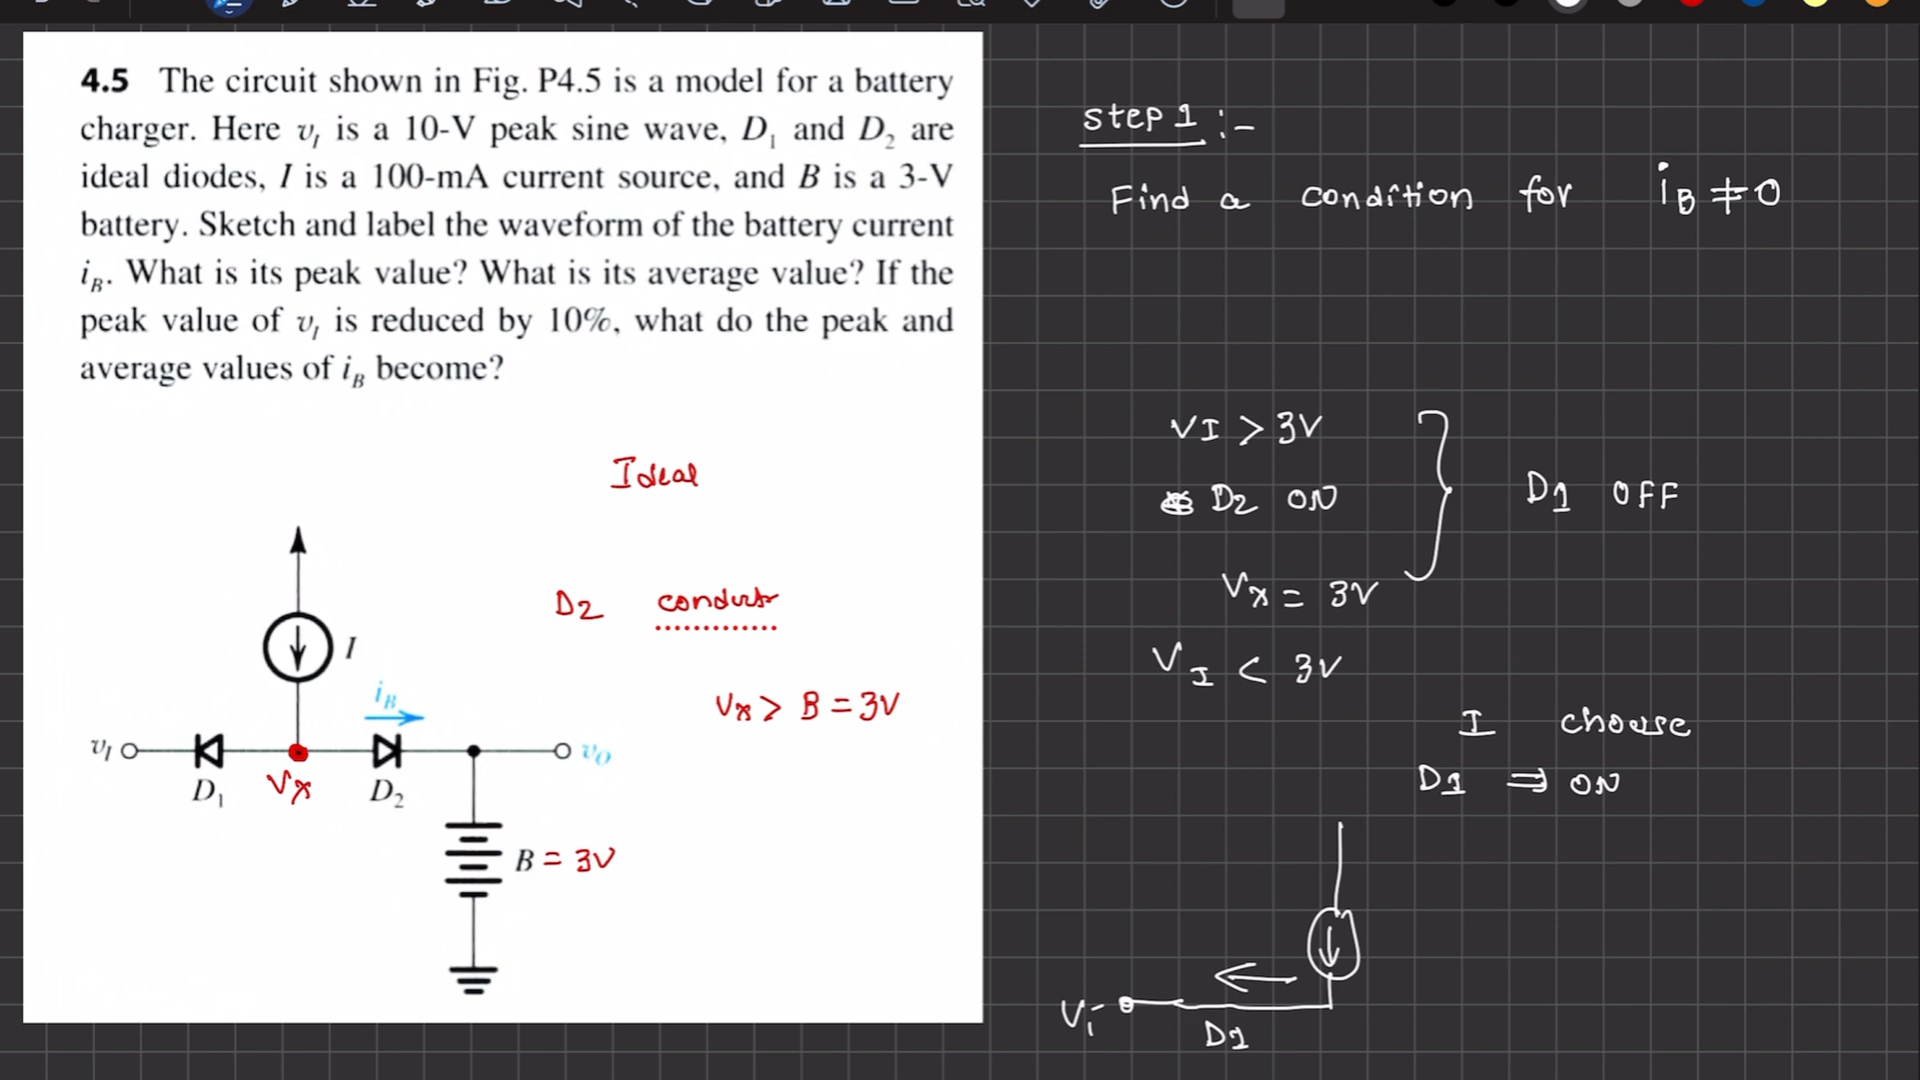 4.5 The circuit shown in Fig. P4.5 is a model for a battery
charger. Here v_I is a 10-V peak sine wave, D₁ and D₂ are
ideal diodes, I is a 100-mA current source, and B is a 3-V
battery. Sketch and label the waveform of the battery current
i_B. What is its peak value? What is its average value? If the
peak value of v_I is reduced by 10%, what do the peak and
average values of i_B become?
Ideal
D2 conducts
Vx > B = 3V
I
i_B
v_I
v_O
D₁
Vx
D₂
B = 3V
step 1 :-
Find a condition for i_B ≠ 0
VI > 3V
D2 ON
Vx = 3V
D1 OFF
V_I < 3V
I choose
D1 ⇒ ON
Vi
D1